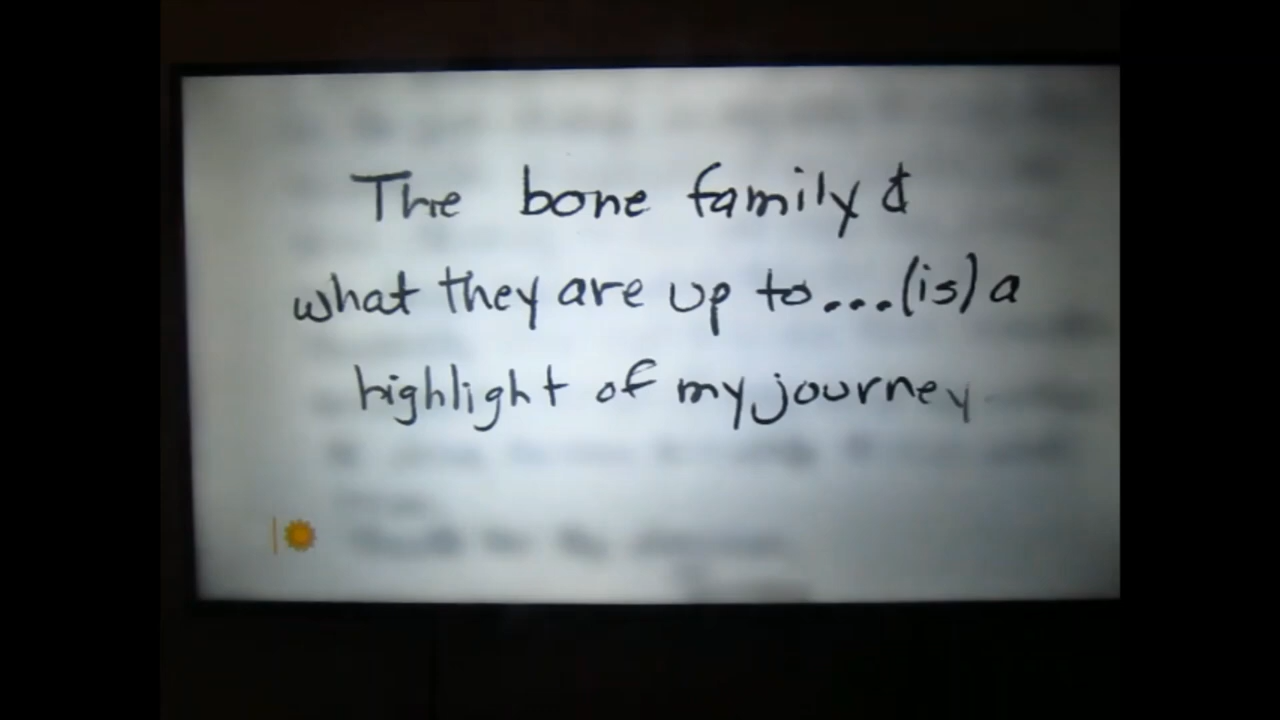 The bone family &
what they are up to...(is) a
highlight of my journey